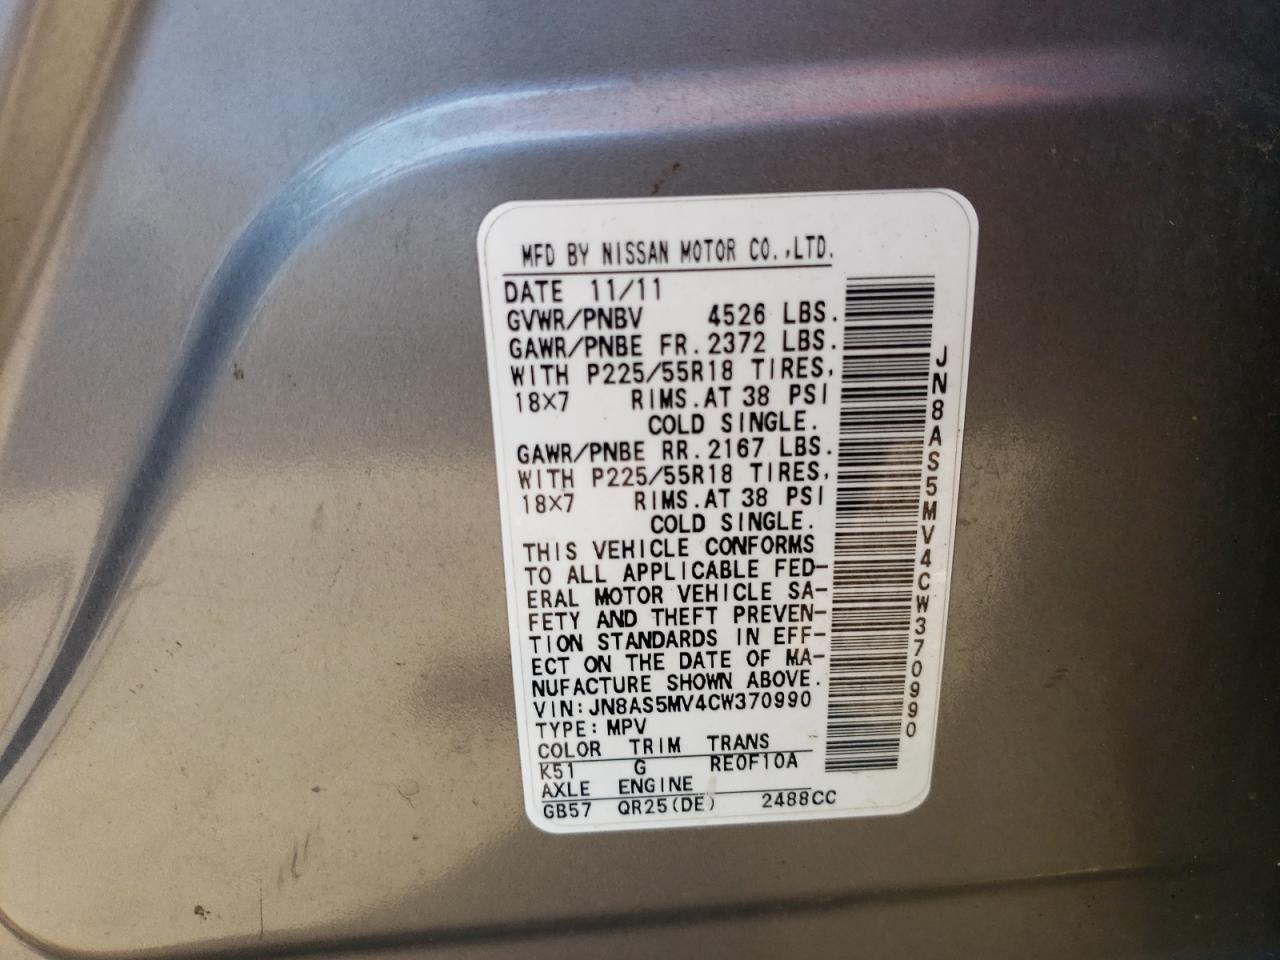 MFD BY NISSAN MOTOR CO.,LTD.
DATE 11/11
GVWR/PNBV 4526 LBS.
GAWR/PNBE FR.2372 LBS.
WITH P225/55R18 TIRES,
18X7 RIMS.AT 38 PSI
COLD SINGLE.
GAWR/PNBE RR.2167 LBS.
WITH P225/55R18 TIRES,
18X7 RIMS.AT 38 PSI
COLD SINGLE.
THIS VEHICLE CONFORMS
TO ALL APPLICABLE FED-
ERAL MOTOR VEHICLE SA-
FETY AND THEFT PREVEN-
TION STANDARDS IN EFF-
ECT ON THE DATE OF MA-
NUFACTURE SHOWN ABOVE.
VIN:JN8AS5MV4CW370990
TYPE:MPV
COLOR TRIM TRANS
K51 G RE0F10A
AXLE ENGINE
GB57 QR25(DE) 2488CC
JN8AS5MV4CW370990